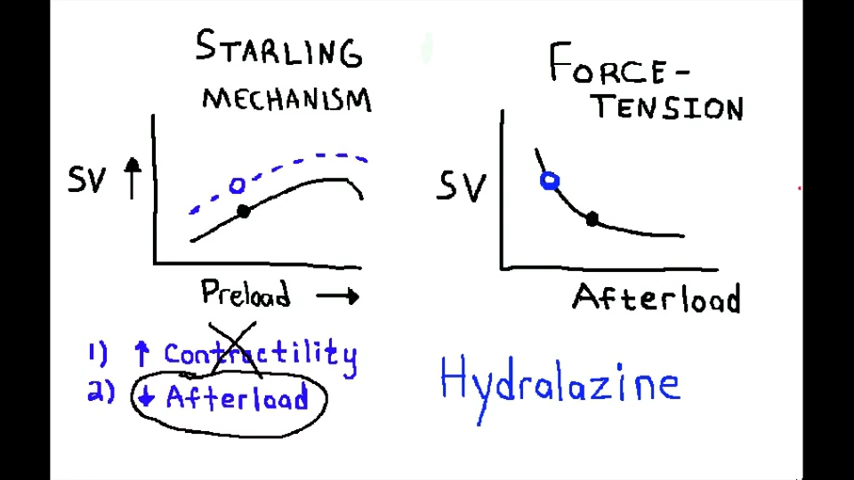 STARLING
MECHANISM
SV ↑
Preload →
1) ↑ Contractility
2) ↓ Afterload
FORCE-
TENSION
SV
Afterload
Hydralazine